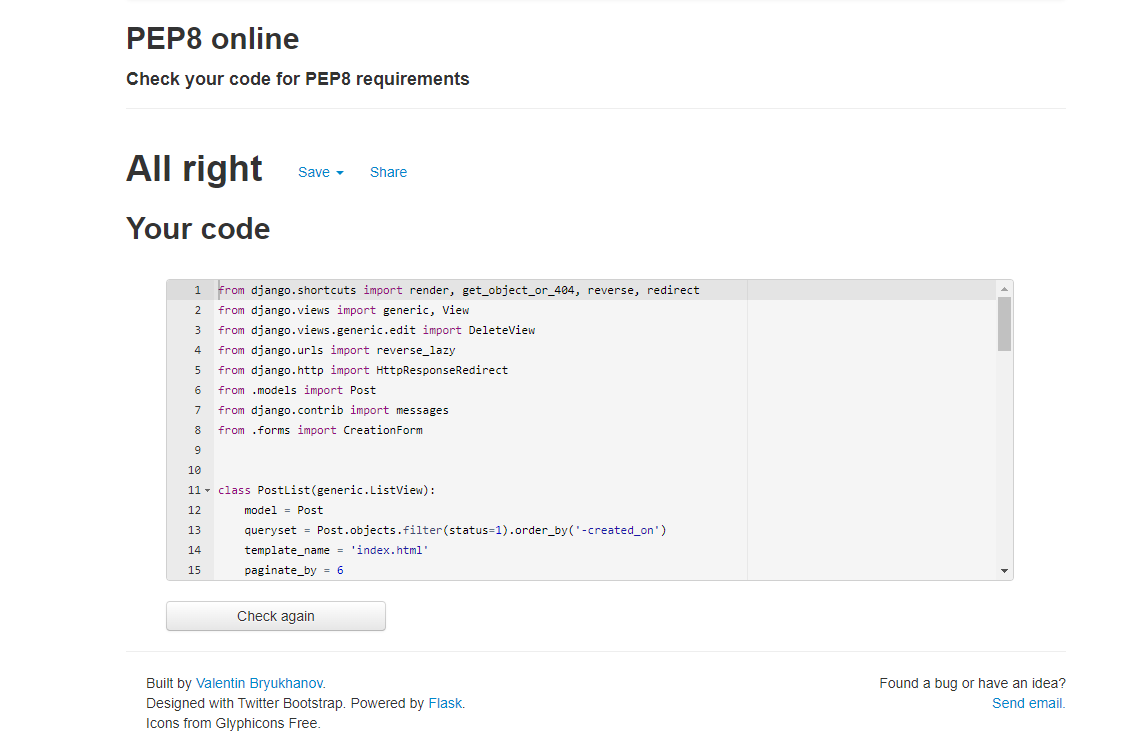 PEP8 online
Check your code for PEP8 requirements
All right Save Share
Your code
1 from django.shortcuts import render, get_object_or_404, reverse, redirect
2 from django.views import generic, View
3 from django.views.generic.edit import DeleteView
4 from django.urls import reverse_lazy
5 from django.http import HttpResponseRedirect
6 from .models import Post
7 from django.contrib import messages
8 from .forms import CreationForm
9
10
11 class PostList(generic.ListView):
12     model = Post
13     queryset = Post.objects.filter(status=1).order_by('-created_on')
14     template_name = 'index.html'
15     paginate_by = 6
Check again
Built by Valentin Bryukhanov. Found a bug or have an idea?
Designed with Twitter Bootstrap. Powered by Flask. Send email.
Icons from Glyphicons Free.